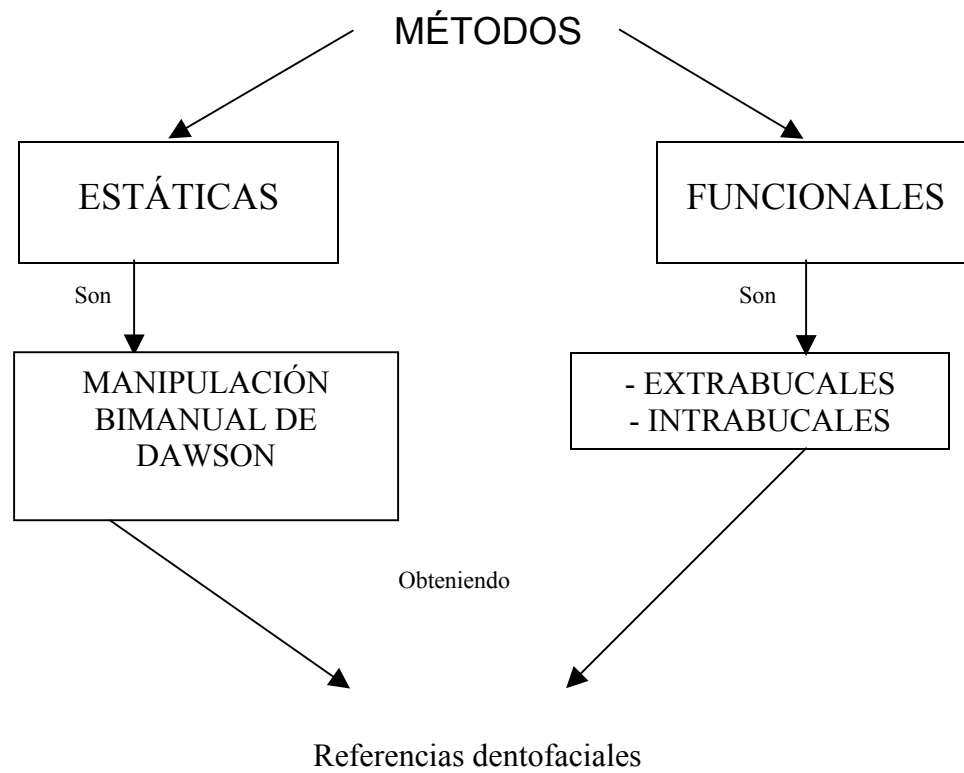 MÉTODOS
ESTÁTICAS
FUNCIONALES
Son
Son
MANIPULACIÓN
BIMANUAL DE
DAWSON
- EXTRABUCALES
- INTRABUCALES
Obteniendo
Referencias dentofaciales